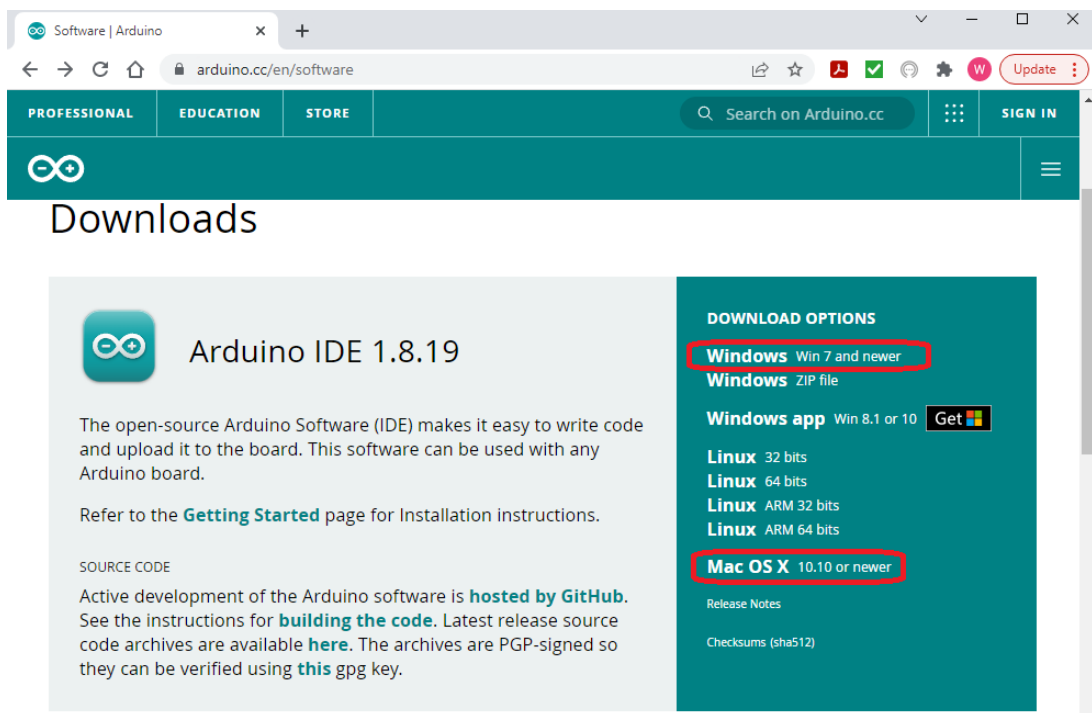 Software | Arduino
arduino.cc/en/software
W
Update
PROFESSIONAL EDUCATION STORE
Search on Arduino.cc
SIGN IN
Downloads
Arduino IDE 1.8.19
The open-source Arduino Software (IDE) makes it easy to write code
and upload it to the board. This software can be used with any
Arduino board.
Refer to the Getting Started page for Installation instructions.
SOURCE CODE
Active development of the Arduino software is hosted by GitHub.
See the instructions for building the code. Latest release source
code archives are available here. The archives are PGP-signed so
they can be verified using this gpg key.
DOWNLOAD OPTIONS
Windows Win 7 and newer
Windows ZIP file
Windows app Win 8.1 or 10 Get
Linux 32 bits
Linux 64 bits
Linux ARM 32 bits
Linux ARM 64 bits
Mac OS X 10.10 or newer
Release Notes
Checksums (sha512)